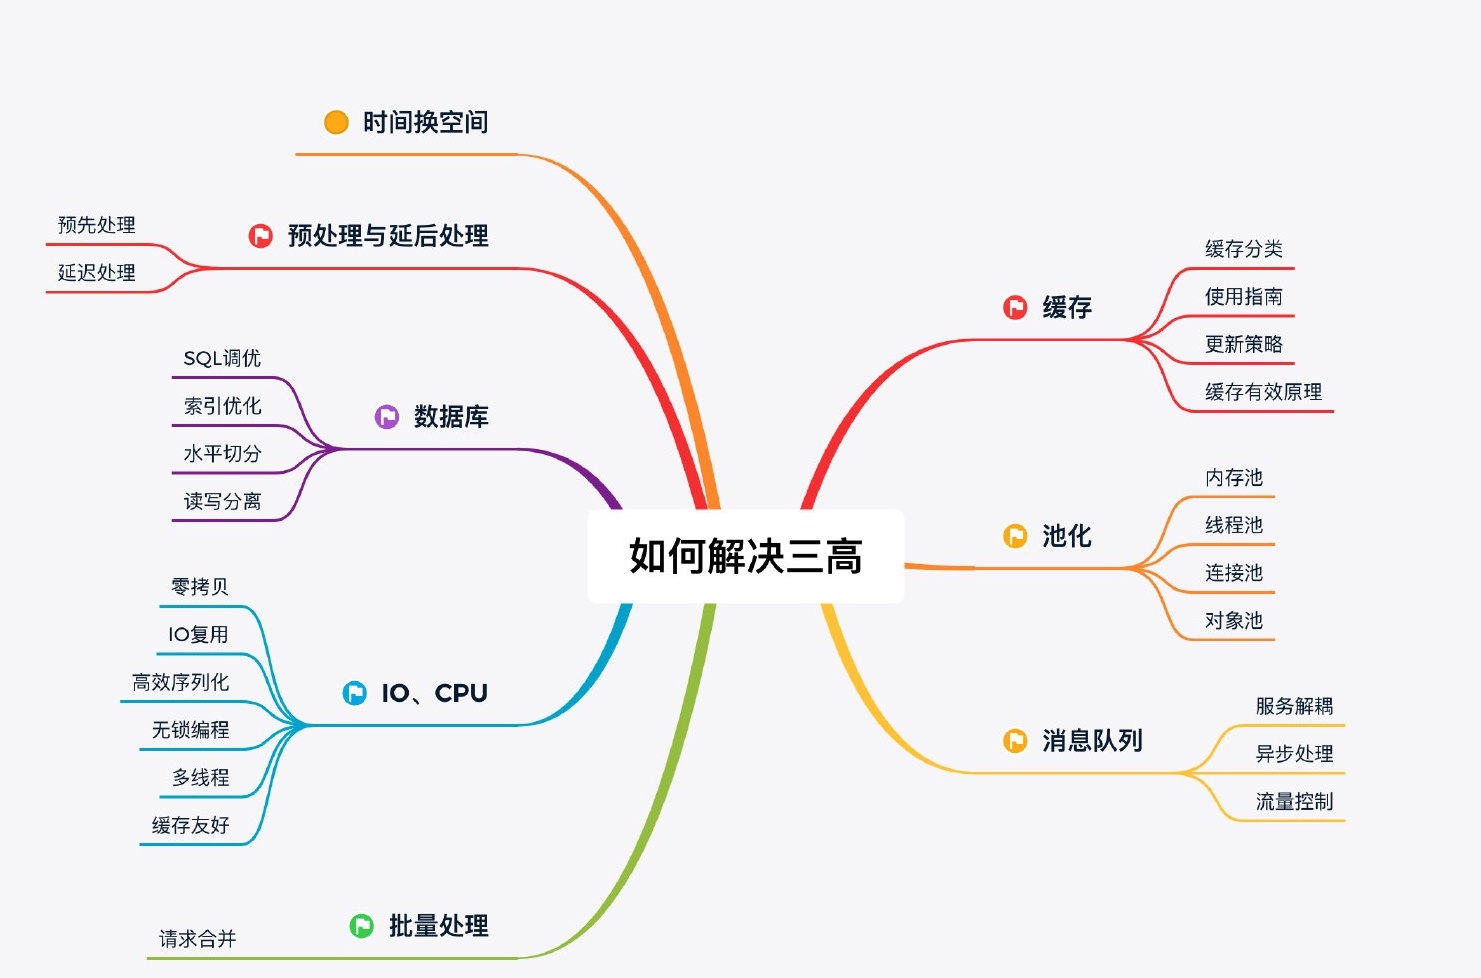 如何解决三高
缓存
缓存分类
使用指南
更新策略
缓存有效原理
池化
内存池
线程池
连接池
对象池
消息队列
服务解耦
异步处理
流量控制
时间换空间
预处理与延后处理
预先处理
延迟处理
数据库
SQL调优
索引优化
水平切分
读写分离
IO、CPU
零拷贝
IO复用
高效序列化
无锁编程
多线程
缓存友好
批量处理
请求合并